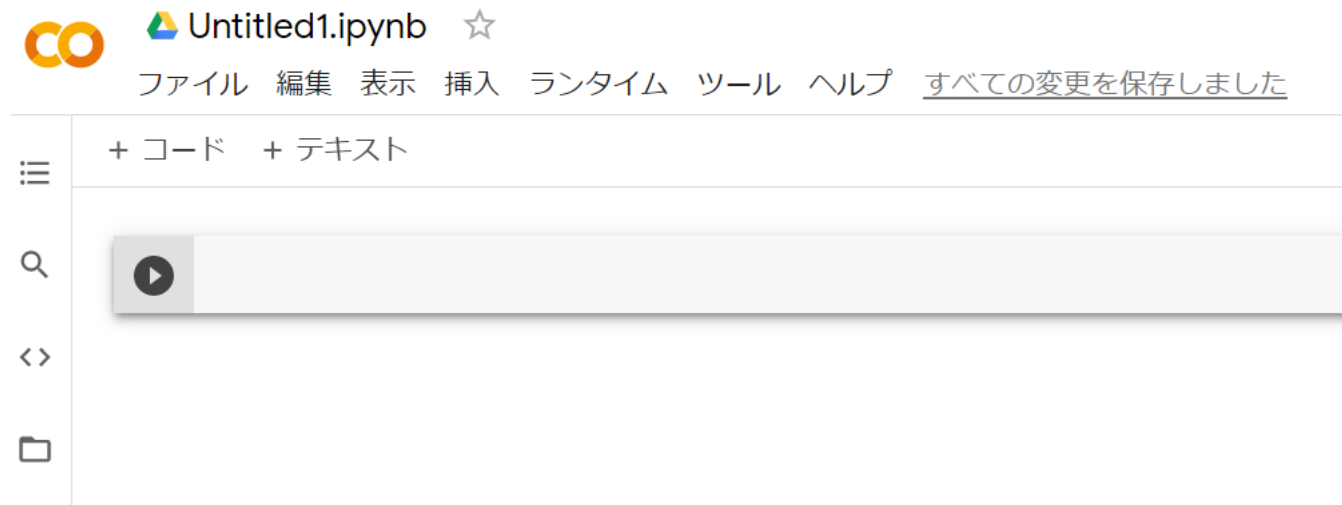 Untitled1.ipynb
ファイル 編集 表示 挿入 ランタイム ツール ヘルプ すべての変更を保存しました
+ コード + テキスト